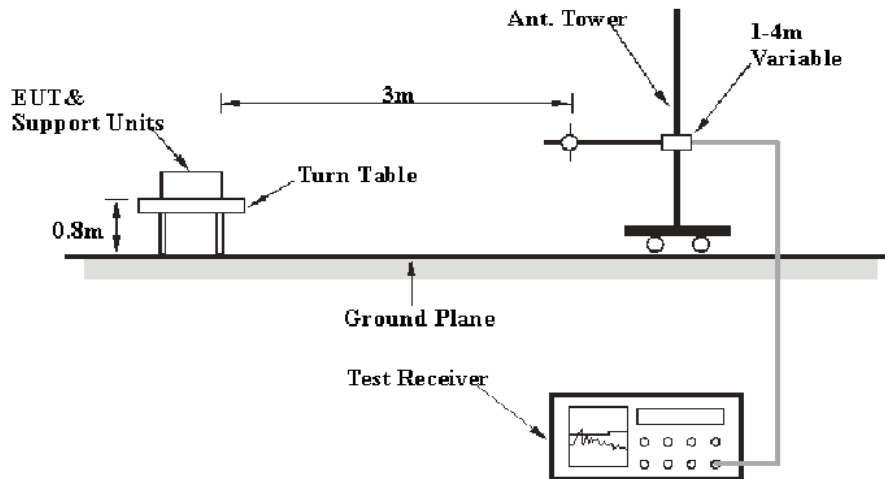 Ant. Tower
1-4m
Variable
3m
EUT&
Support Units
Turn Table
0.8m
Ground Plane
Test Receiver